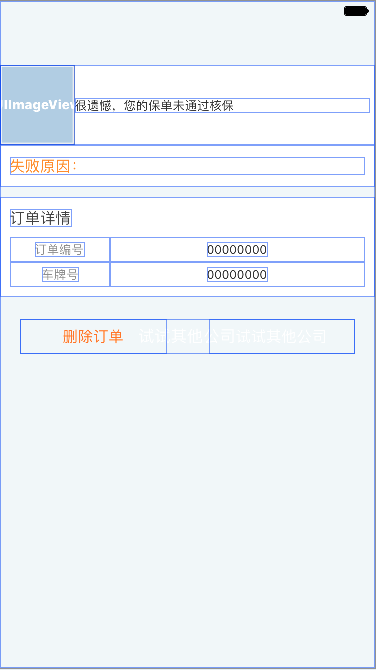 IImageView
很遗憾，您的保单未通过核保
失败原因：
订单详情
订单编号 00000000
车牌号 00000000
删除订单 试试其他公司试试其他公司